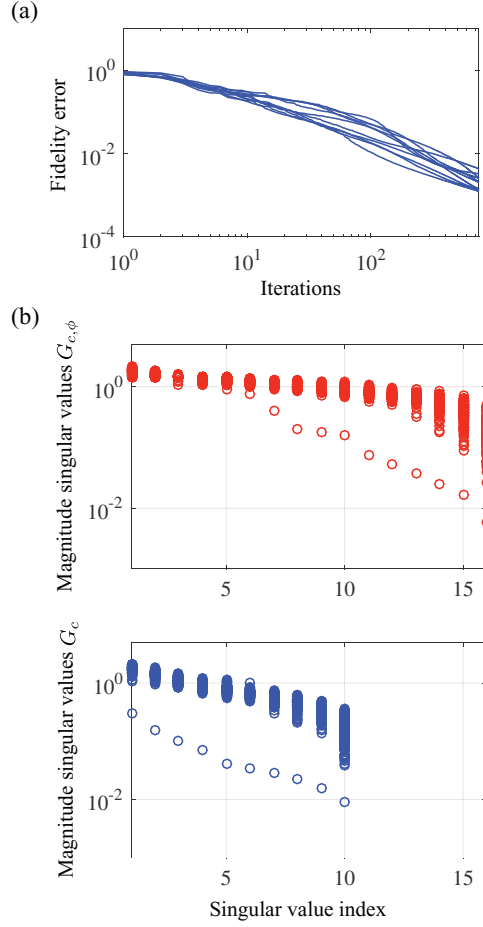 (a)
Fidelity error
10^0
10^-2
10^-4
10^0
10^1
10^2
Iterations
(b)
Magnitude singular values G_{c,ϕ}
10^0
10^-2
5
10
15
Magnitude singular values G_c
10^0
10^-2
5
10
15
Singular value index